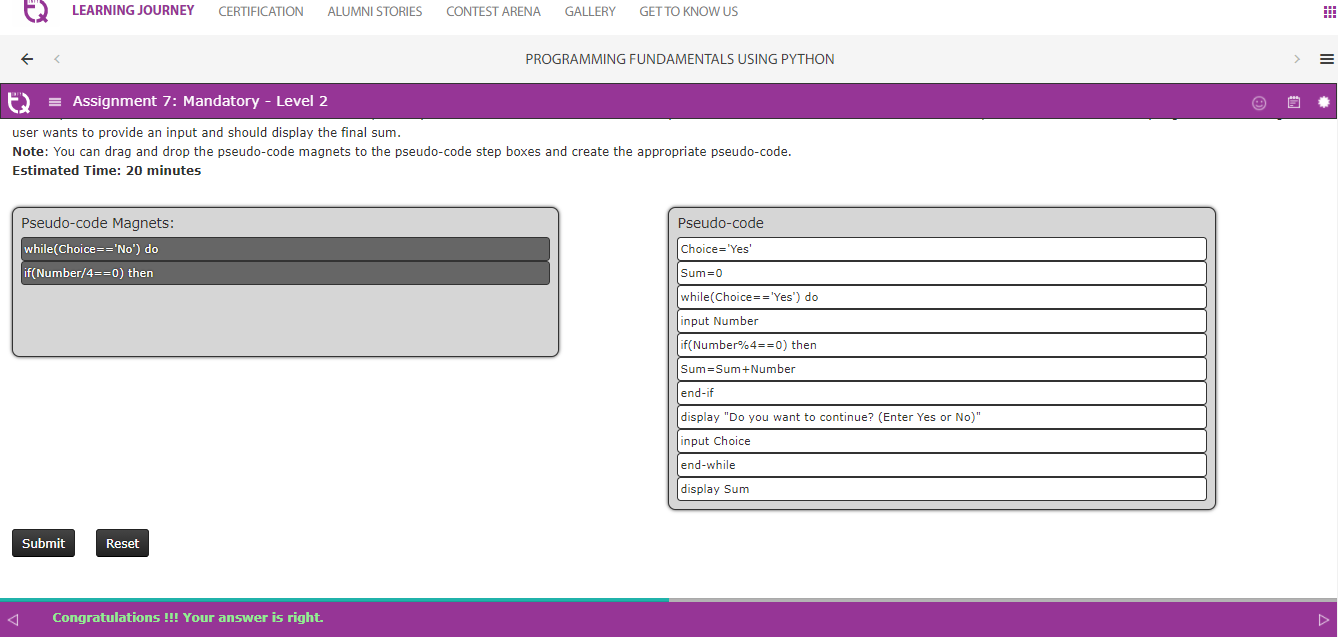 LEARNING JOURNEY CERTIFICATION ALUMNI STORIES CONTEST ARENA GALLERY GET TO KNOW US
PROGRAMMING FUNDAMENTALS USING PYTHON
Assignment 7: Mandatory - Level 2
user wants to provide an input and should display the final sum.
Note: You can drag and drop the pseudo-code magnets to the pseudo-code step boxes and create the appropriate pseudo-code.
Estimated Time: 20 minutes
Pseudo-code Magnets:
while(Choice=='No') do
if(Number/4==0) then
Pseudo-code
Choice='Yes'
Sum=0
while(Choice=='Yes') do
input Number
if(Number%4==0) then
Sum=Sum+Number
end-if
display "Do you want to continue? (Enter Yes or No)"
input Choice
end-while
display Sum
Submit Reset
Congratulations !!! Your answer is right.